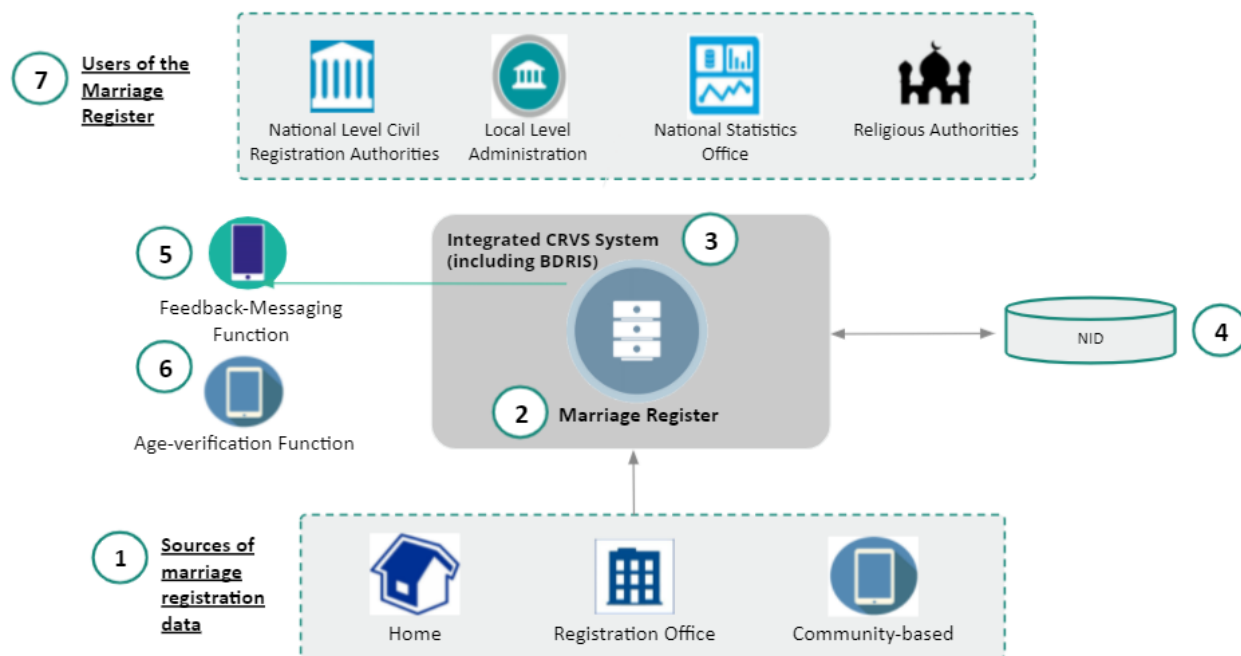 7
Users of the
Marriage
Register
National Level Civil
Registration Authorities
Local Level
Administration
National Statistics
Office
Religious Authorities
5
Feedback-Messaging
Function
6
Age-verification Function
Integrated CRVS System
(including BDRIS)
3
2
Marriage Register
NID
4
1
Sources of
marriage
registration
data
Home
Registration Office
Community-based